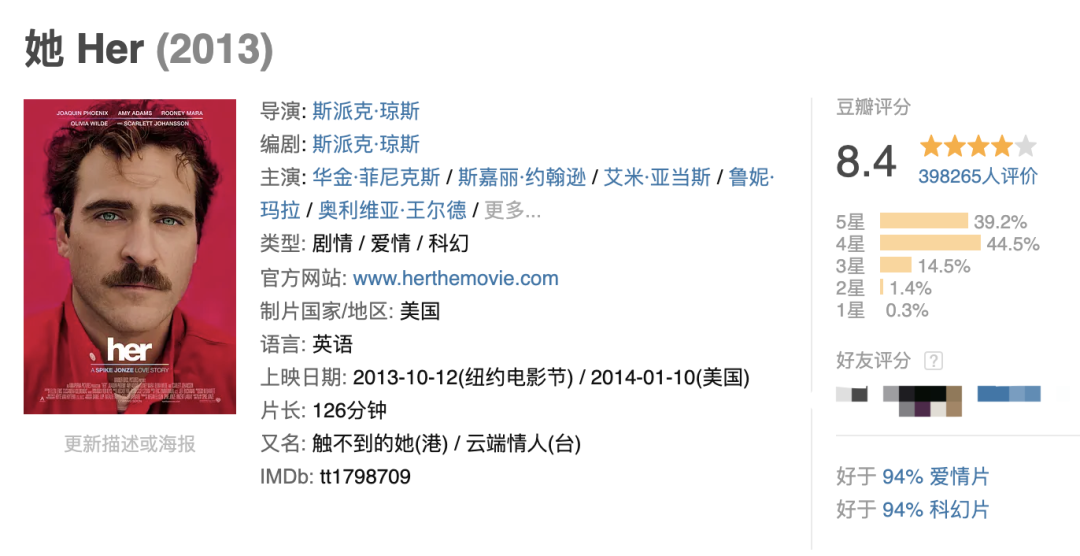 她 Her (2013)
JOAQUIN PHOENIX AMY ADAMS ROONEY MARA
OLIVIA WILDE SCARLETT JOHANSSON
her
A SPIKE JONZE LOVE STORY
更新描述或海报
导演: 斯派克·琼斯
编剧: 斯派克·琼斯
主演: 华金·菲尼克斯 / 斯嘉丽·约翰逊 / 艾米·亚当斯 / 鲁妮·
玛拉 / 奥利维亚·王尔德 / 更多...
类型: 剧情 / 爱情 / 科幻
官方网站: www.herthemovie.com
制片国家/地区: 美国
语言: 英语
上映日期: 2013-10-12(纽约电影节) / 2014-01-10(美国)
片长: 126分钟
又名: 触不到的她(港) / 云端情人(台)
IMDb: tt1798709
豆瓣评分
8.4
398265人评价
5星 39.2%
4星 44.5%
3星 14.5%
2星 1.4%
1星 0.3%
好友评分 ?
好于 94% 爱情片
好于 94% 科幻片